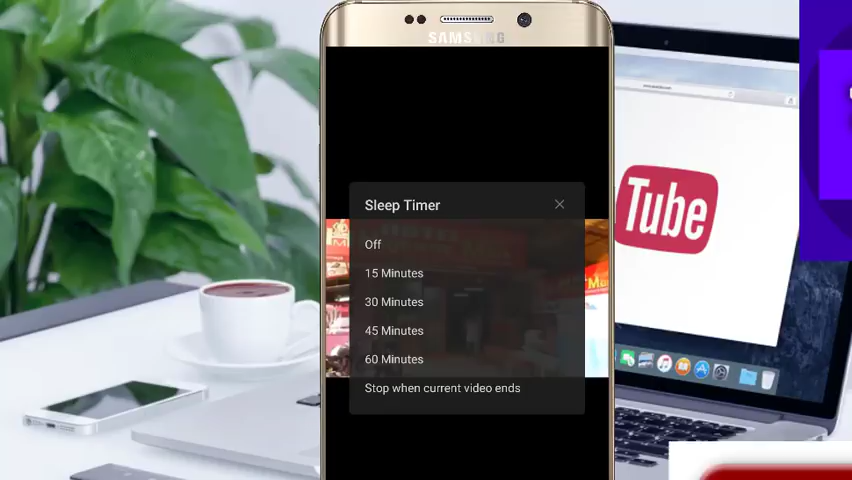 SAMSUNG
Sleep Timer
Off
15 Minutes
30 Minutes
45 Minutes
60 Minutes
Stop when current video ends
Tube